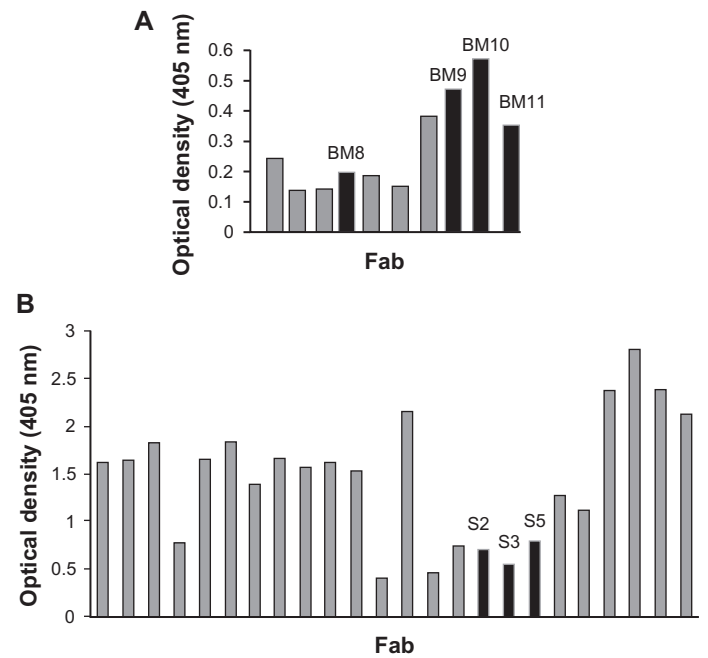 A
Optical density (405 nm)
0.6
0.5
0.4
0.3
0.2
0.1
0
BM8
BM9
BM10
BM11
Fab
B
Optical density (405 nm)
3
2.5
2
1.5
1
0.5
0
S2
S3
S5
Fab